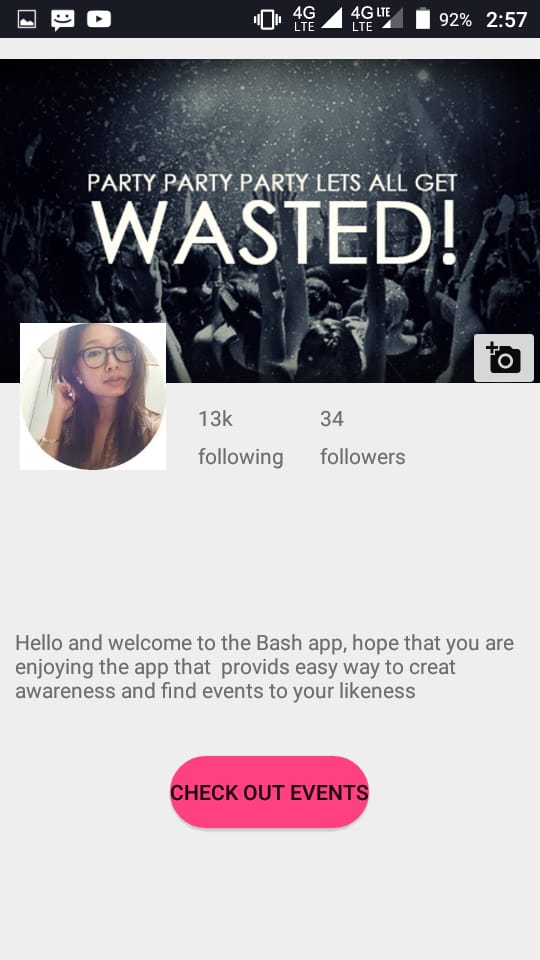 4G LTE 4G LTE LTE 92% 2:57
PARTY PARTY PARTY LETS ALL GET
WASTED!
13k 34
following followers
Hello and welcome to the Bash app, hope that you are
enjoying the app that  provids easy way to creat
awareness and find events to your likeness
CHECK OUT EVENTS